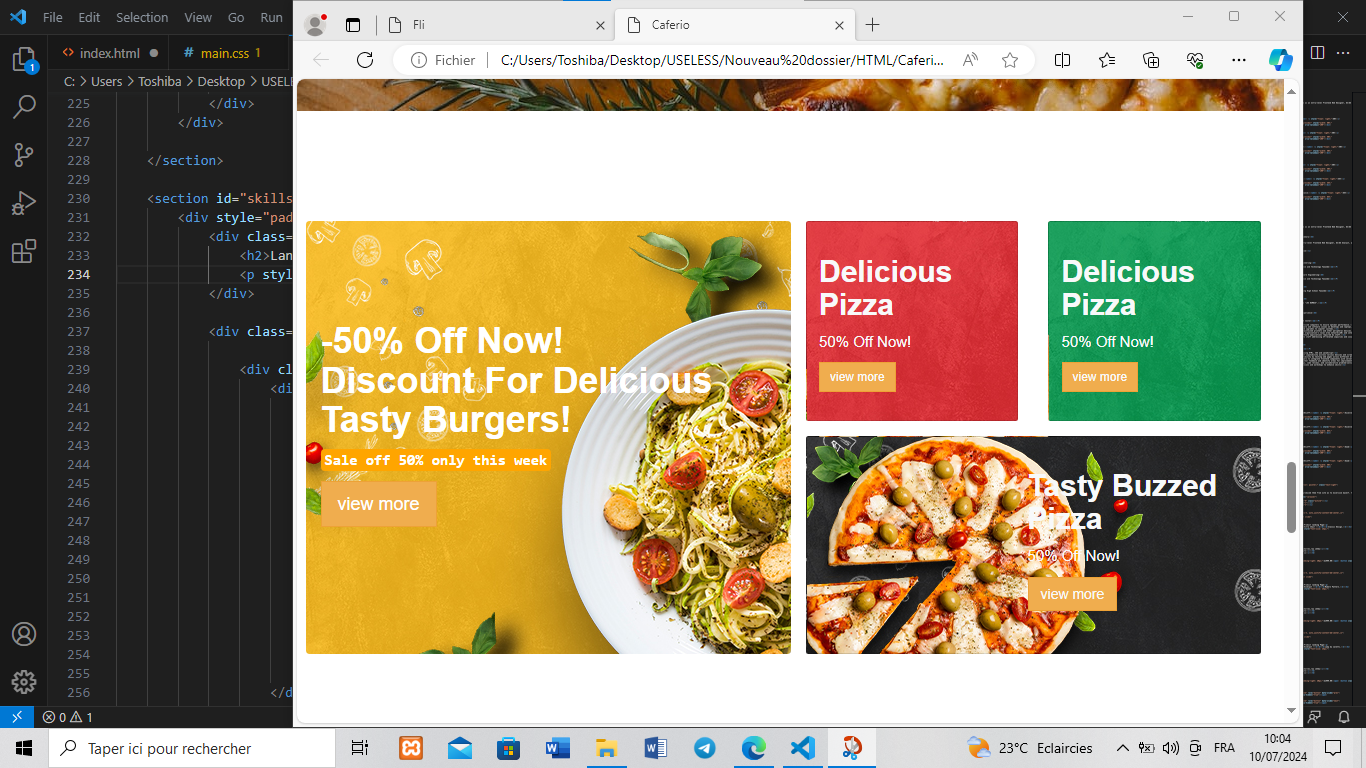 File Edit Selection View Go Run
Fli
Caferio
index.html
# main.css 1
Fichier
C:/Users/Toshiba/Desktop/USELESS/Nouveau%20dossier/HTML/Caferi...
1
C: > Users > Toshiba > Desktop > USELE
225 </div>
226 </div>
227
228 </section>
229
230 <section id="skills
231 <div style="pad
232 <div class=
233 <h2>Lan
234 <p styl
235 </div>
236
237 <div class=
238
239 <div cl
240 <di
241
242
243
244
245
246
247
248
249
250
251
252
253
254
255
256 </d
-50% Off Now!
Discount For Delicious
Tasty Burgers!
Sale off 50% only this week
view more
Delicious
Pizza
50% Off Now!
view more
Delicious
Pizza
50% Off Now!
view more
Tasty Buzzed
Pizza
50% Off Now!
view more
0 1
Taper ici pour rechercher
23°C Eclaircies
FRA
10:04
10/07/2024